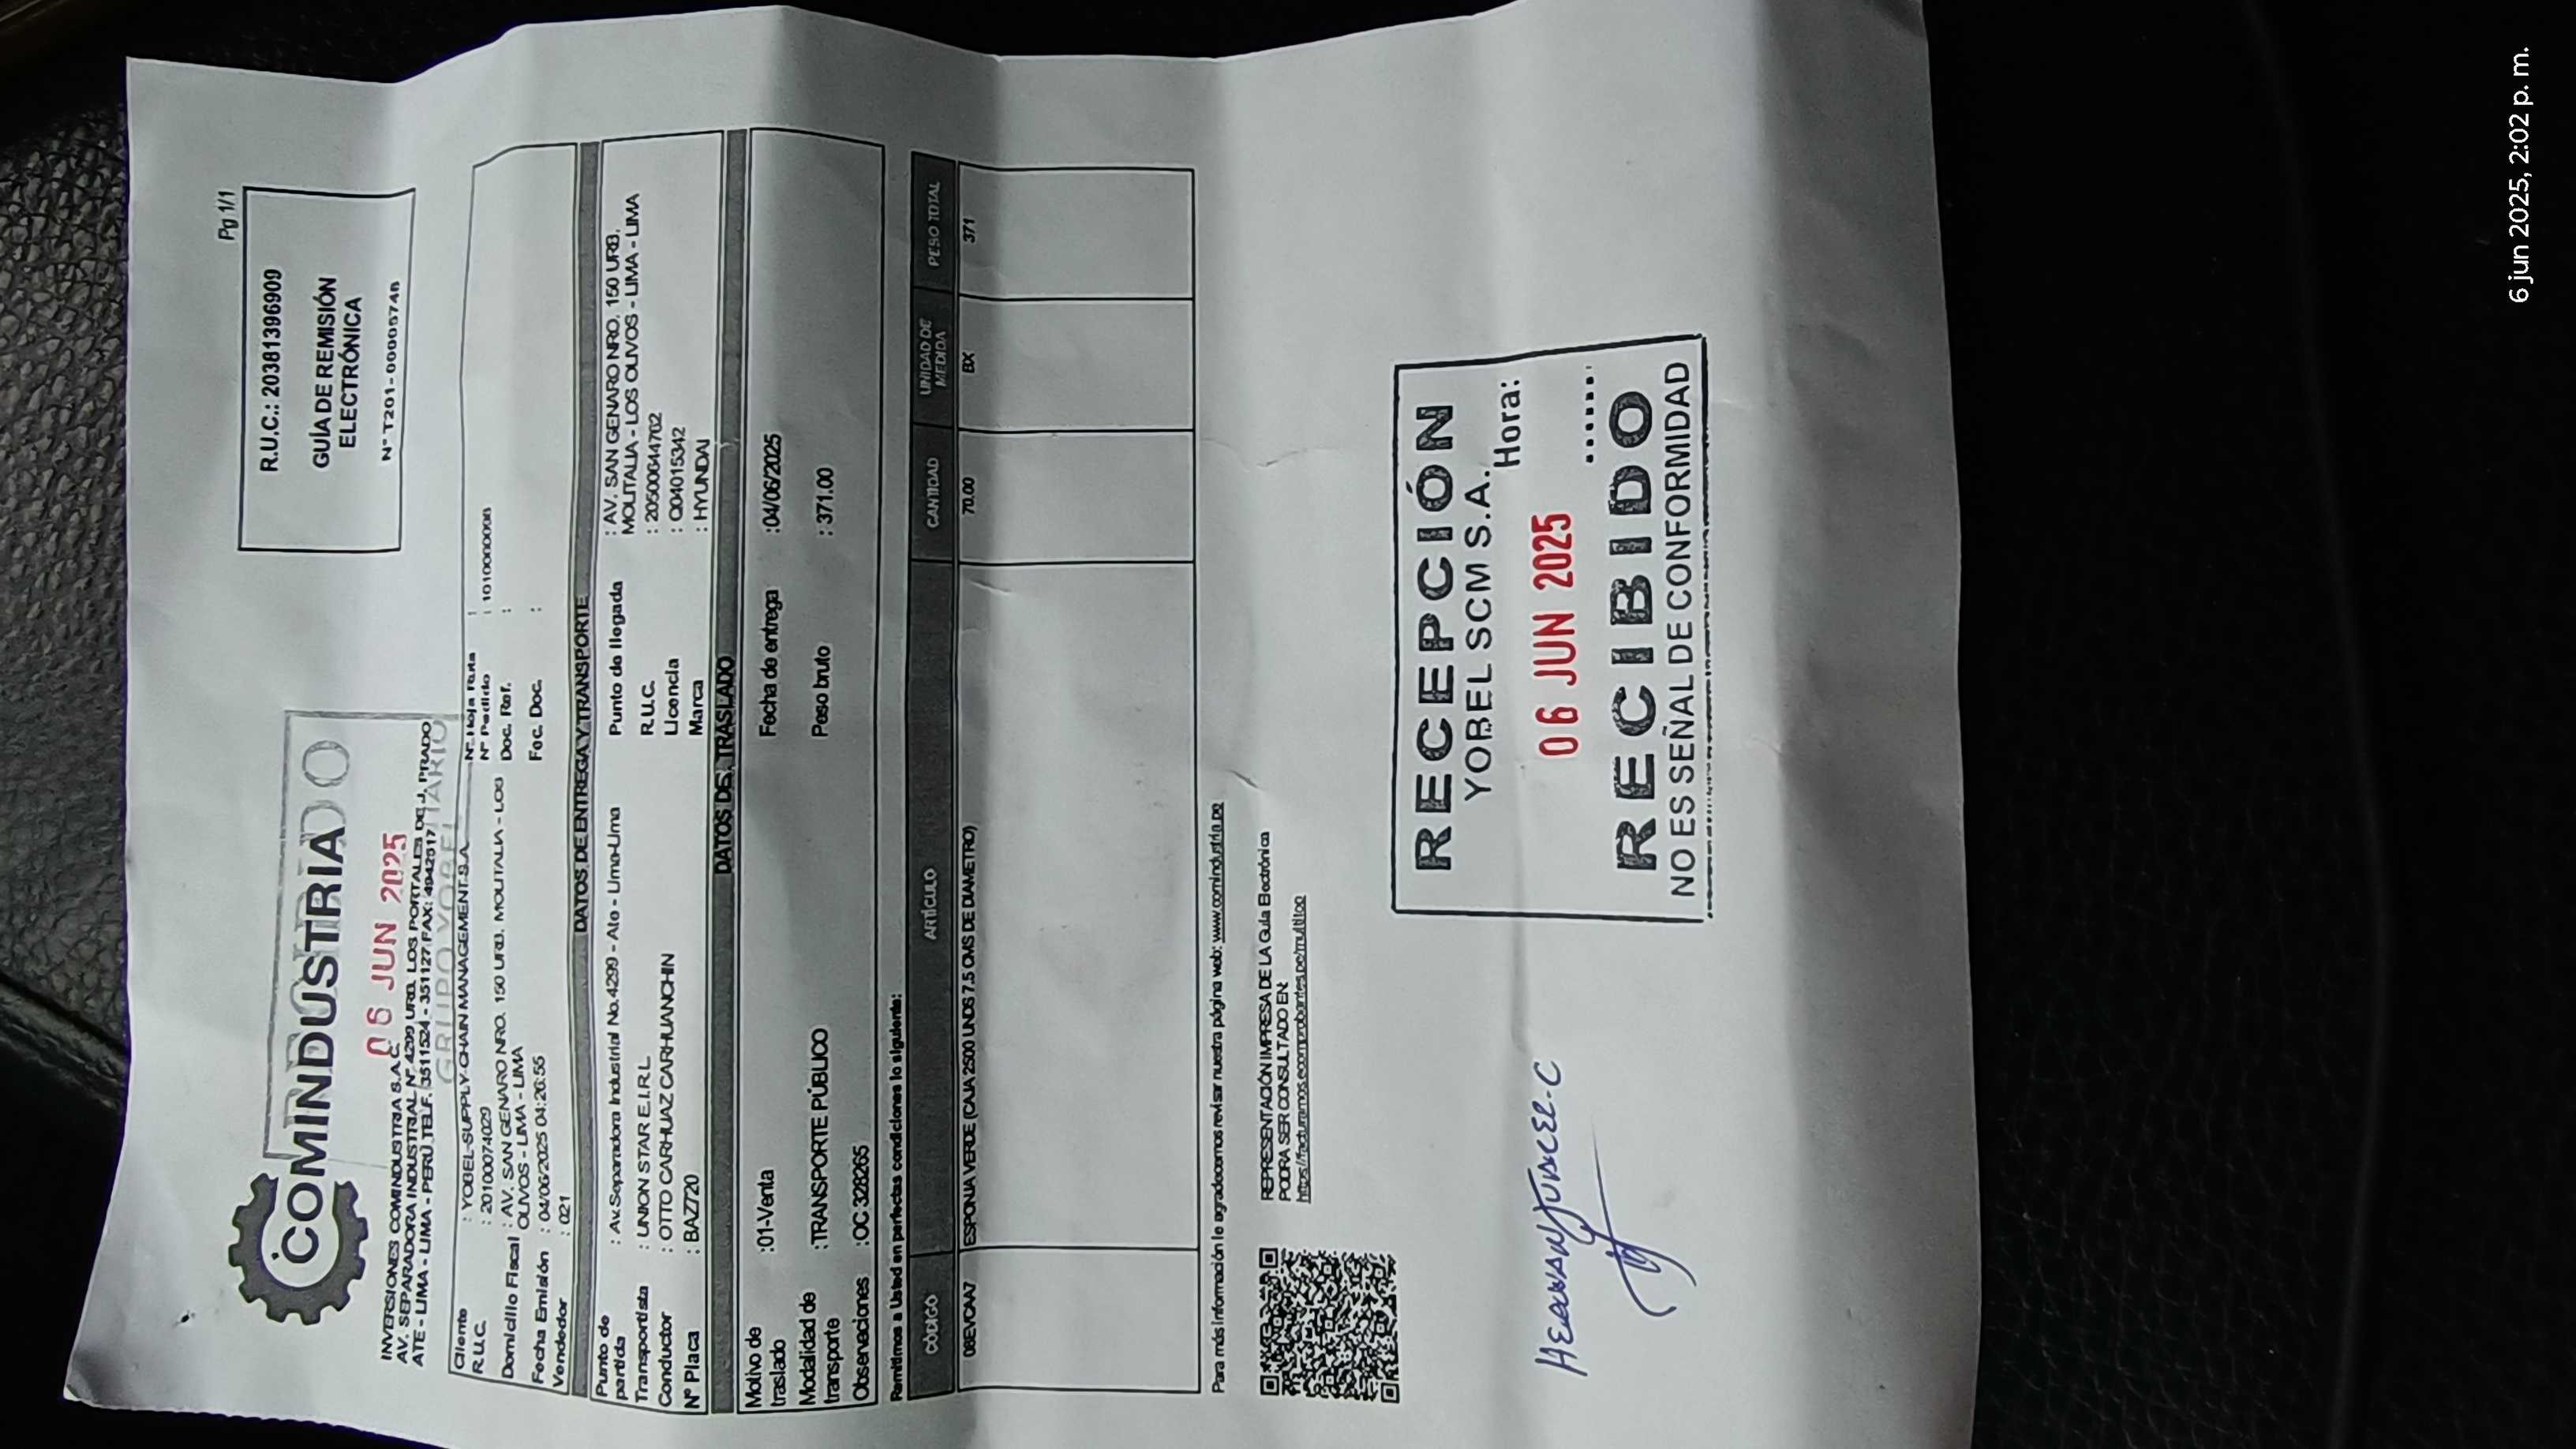 Pg 1/1
COMINDUSTRIA
R.U.C.: 20381396909
GUÍA DE REMISIÓN
ELECTRÓNICA
N° T201-00005748
06 JUN 2025
INVERSIONES COMINDUSTRIA S.A.C.
AV. SEPARADORA INDUSTRIAL N° 4299 URB. LOS PORTALES DE J. PRADO
ATE - LIMA - LIMA - PERÚ TELF. 3511524 - 351127 FAX: 4942517
GRUPO YOBEL
Cliente : YOBEL-SUPPLY-CHAIN MANAGEMENT S.A.
N° Hoja Ruta :
R.U.C. : 20100074029
N° Pedido : 1010000006
Domicilio Fiscal : AV. SAN GENARO NRO. 150 URB. MOLITALIA - LOS
OLIVOS - LIMA - LIMA
Doc. Ref. :
Fecha Emisión : 04/06/2025 04:26:55
Fec. Doc. :
Vendedor : 021
DATOS DE ENTREGA Y TRANSPORTE
Punto de partida : Av. Separadora Industrial No.4299 - Ate - Lima-Lima
Punto de llegada : AV. SAN GENARO NRO. 150 URB.
MOLITALIA - LOS OLIVOS - LIMA - LIMA
Transportista : UNION STAR E.I.R.L
R.U.C. : 20500644702
Conductor : OTTO CARHUAZ CARHUANCHIN
Licencia : Q04015342
N° Placa : BAZ720
Marca : HYUNDAI
DATOS DE TRASLADO
Motivo de traslado :01-Venta
Fecha de entrega :04/06/2025
Modalidad de transporte :TRANSPORTE PÚBLICO
Peso bruto : 371.00
Observaciones :OC 328265
Remitimos a Usted en perfectas condiciones lo siguiente:
CÓDIGO ARTÍCULO CANTIDAD UNIDAD DE MEDIDA PESO TOTAL
ESPONJA VERDE (CAJA 2500 UNDS 7.5 CMS DE DIAMETRO) 70.00 BX 371
Para más información le agradecemos revisar nuestra página web: www.comindustria.pe
REPRESENTACIÓN IMPRESA DE LA Guía Electrónica
PODRA SER CONSULTADO EN:
RECEPCIÓN
YOBEL SCM S.A.
Hora:
06 JUN 2025
RECIBIDO
NO ES SEÑAL DE CONFORMIDAD
6 jun 2025, 2:02 p. m.